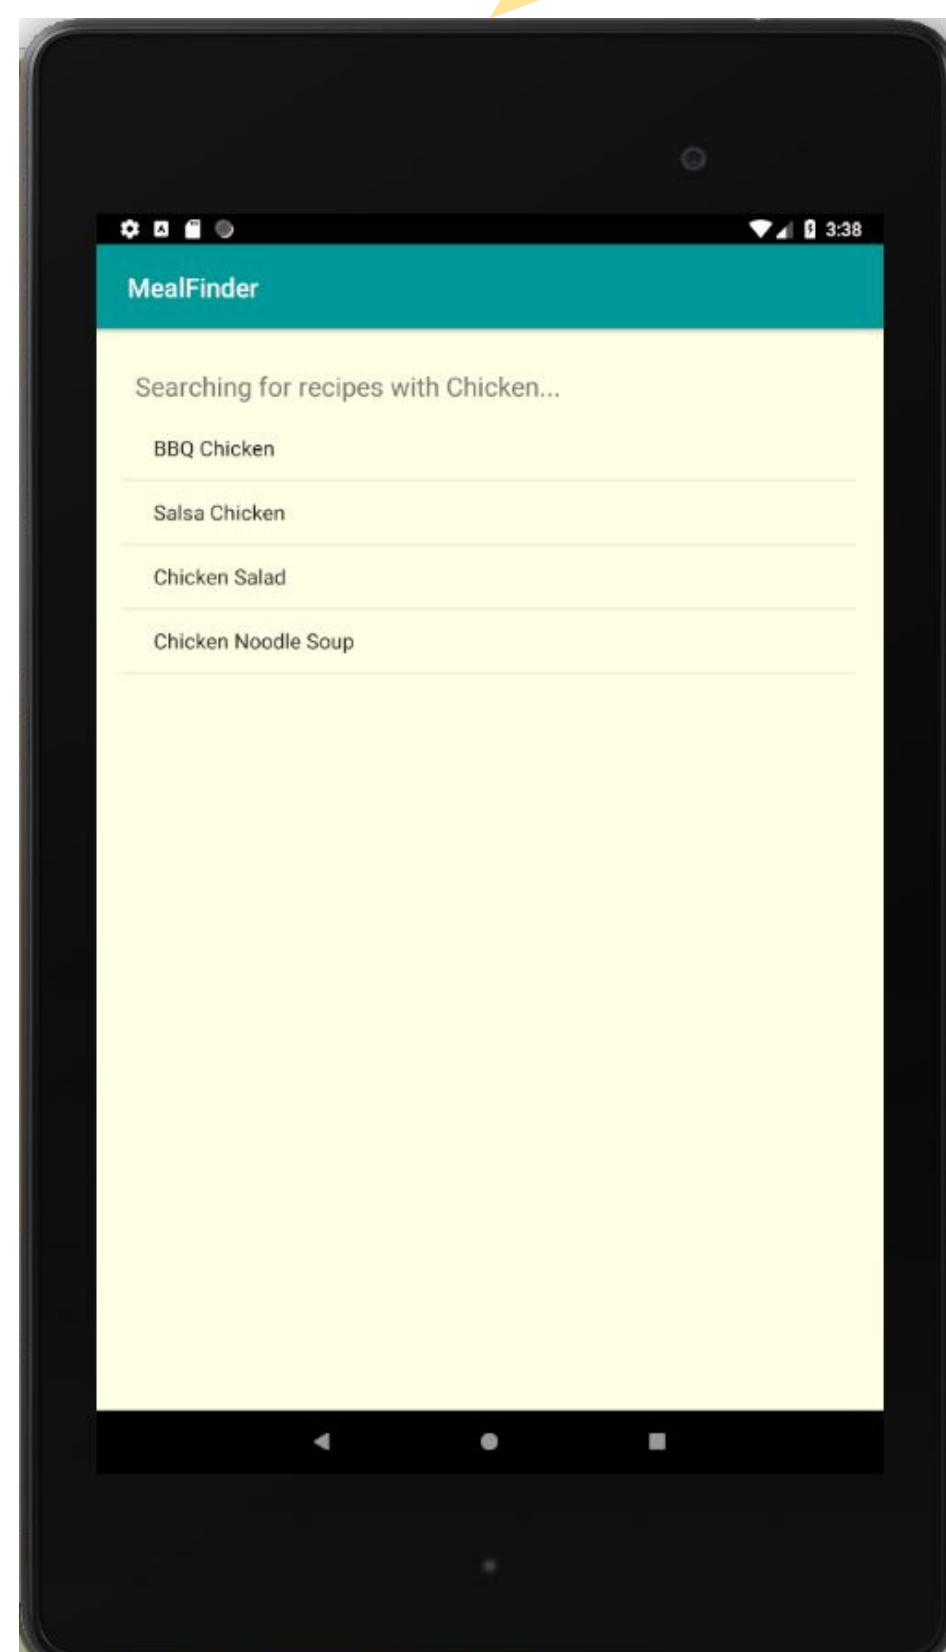 3:38
MealFinder
Searching for recipes with Chicken...
BBQ Chicken
Salsa Chicken
Chicken Salad
Chicken Noodle Soup